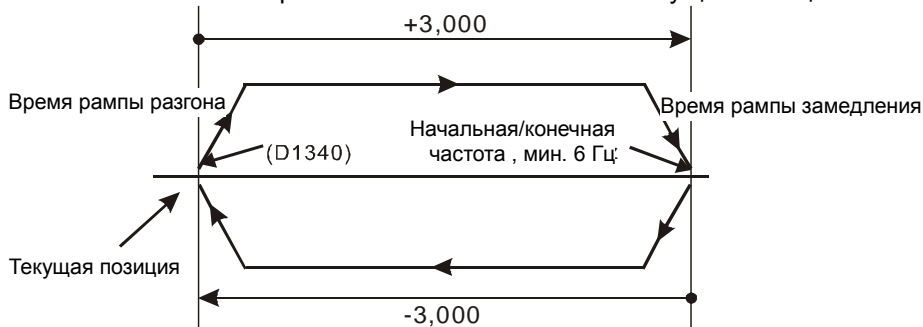 +3,000
Время рампы разгона
Время рампы замедления
(D1340)
Начальная/конечная
частота , мин. 6 Гц:
Текущая позиция
-3,000